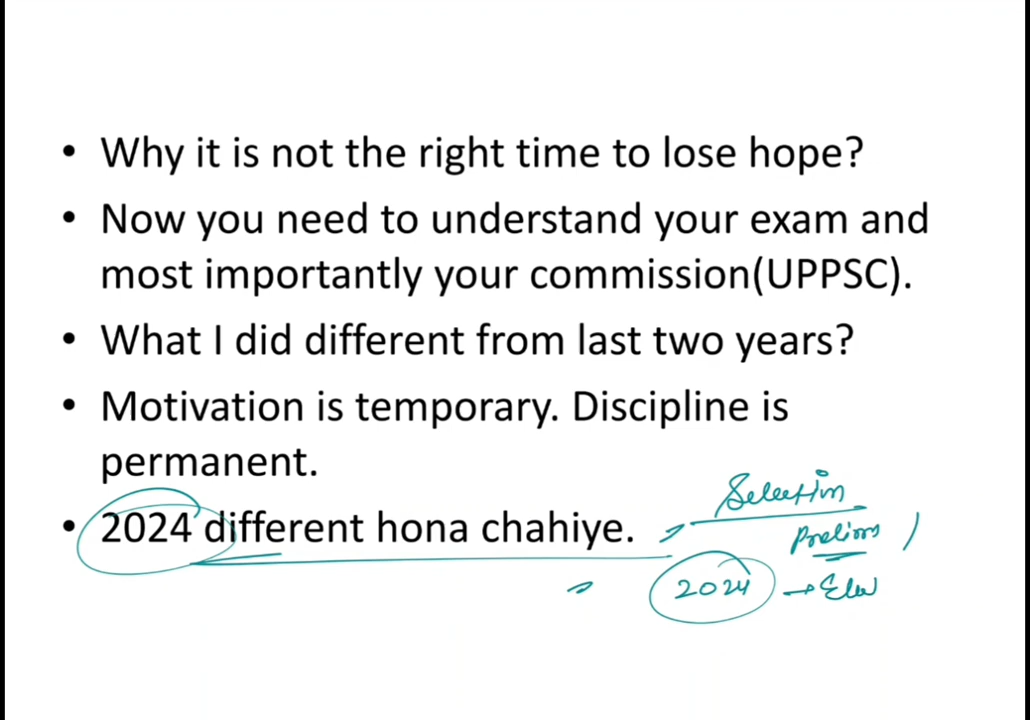 • Why it is not the right time to lose hope?
• Now you need to understand your exam and
most importantly your commission(UPPSC).
• What I did different from last two years?
• Motivation is temporary. Discipline is
permanent.
• 2024 different hona chahiye.
Selection
Prelims
2024 →